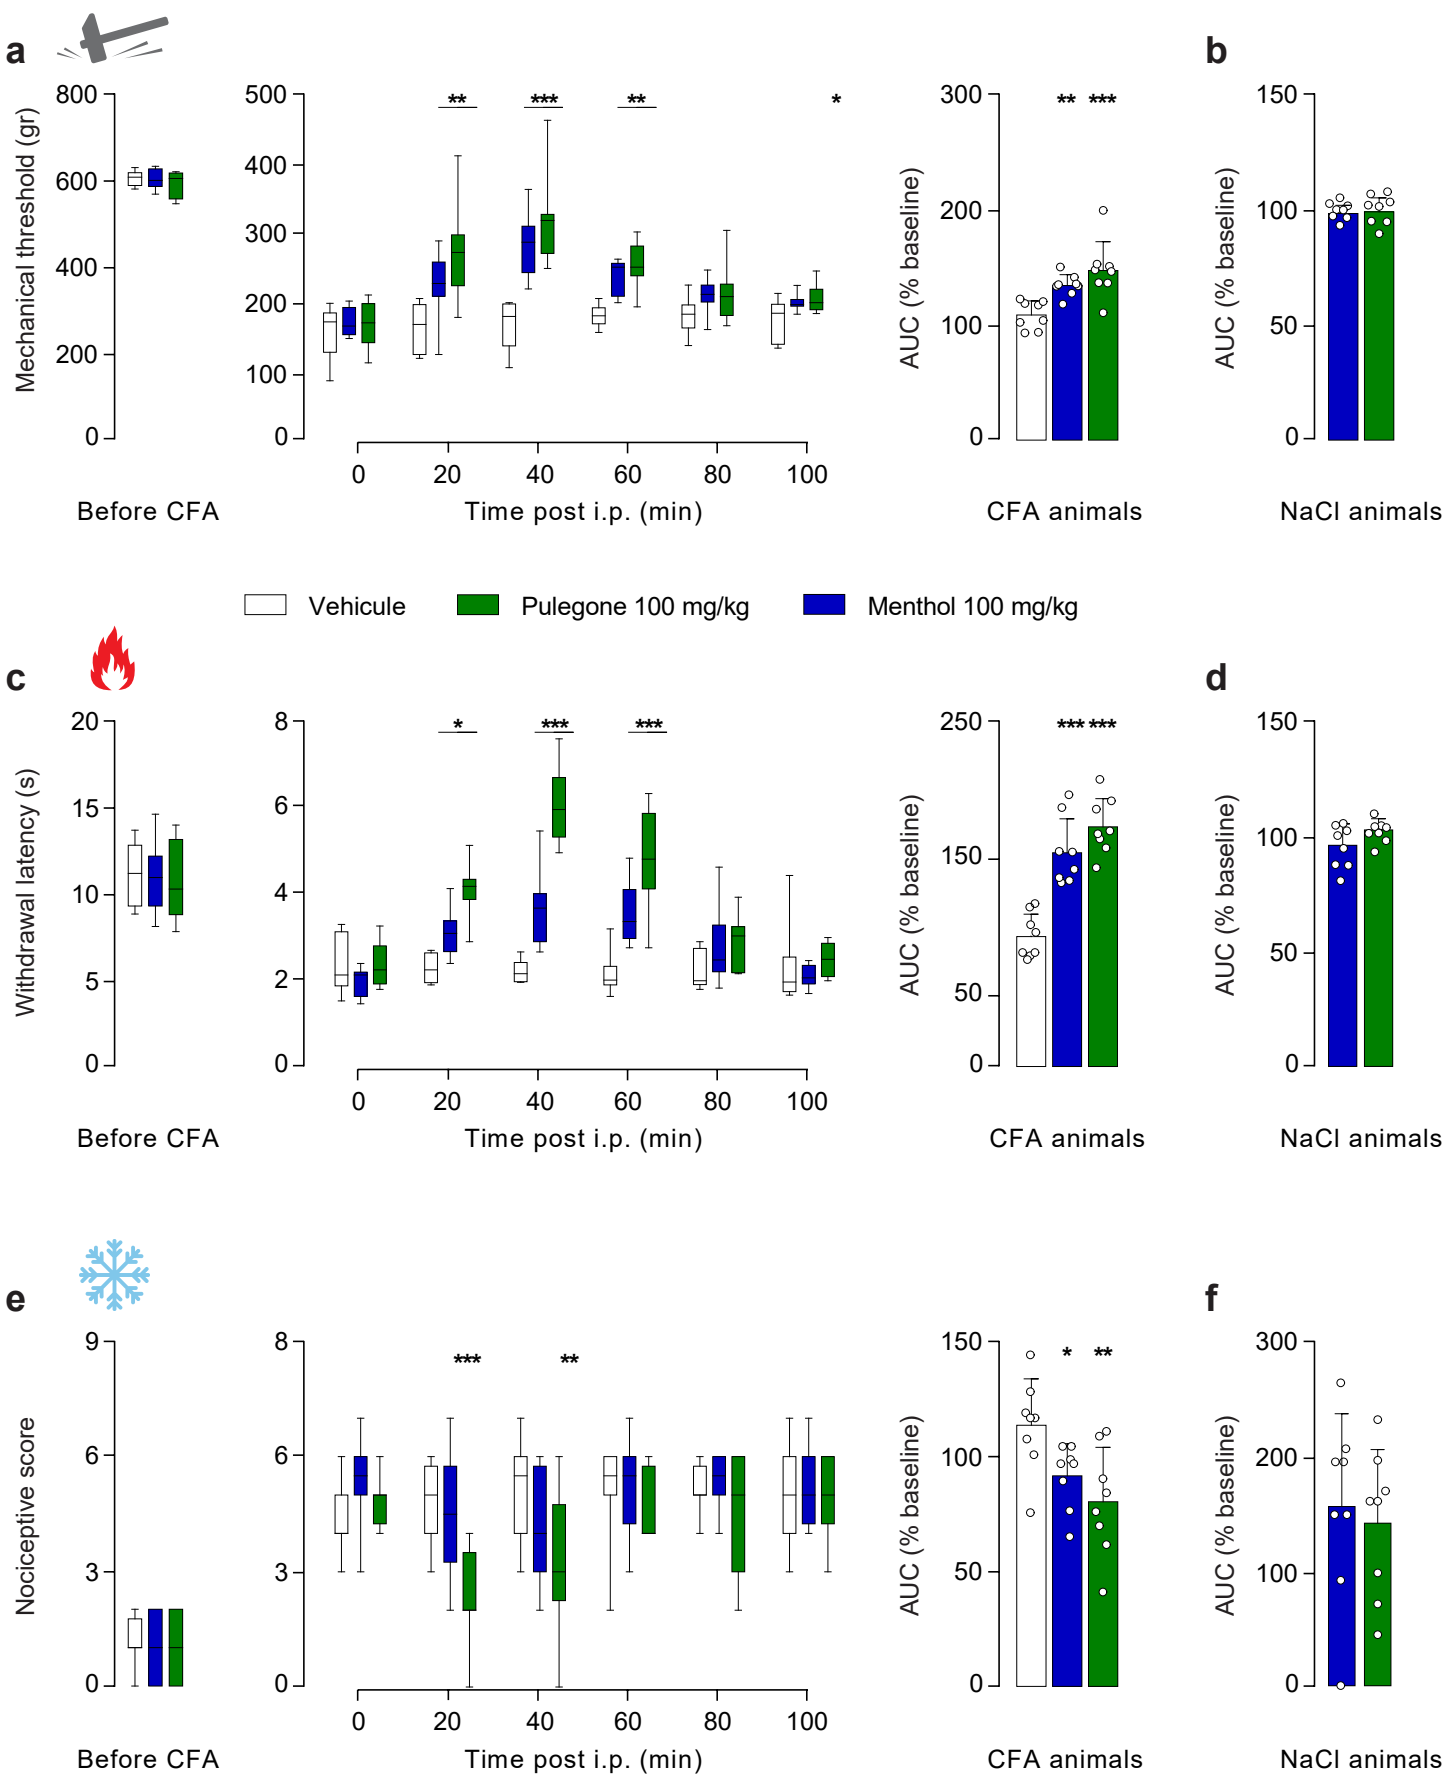 a
b
800
600
400
200
0
Mechanical threshold (gr)
Before CFA
500
400
300
200
100
0
** *** ** *
0 20 40 60 80 100
Time post i.p. (min)
300
200
100
0
AUC (% baseline)
** ***
CFA animals
150
100
50
0
AUC (% baseline)
NaCl animals
Vehicule Pulegone 100 mg/kg Menthol 100 mg/kg
c
d
20
15
10
5
0
Withdrawal latency (s)
Before CFA
8
6
4
2
0
* *** ***
0 20 40 60 80 100
Time post i.p. (min)
250
150
50
0
AUC (% baseline)
*** ***
CFA animals
150
100
50
0
AUC (% baseline)
NaCl animals
e
f
9
6
3
0
Nociceptive score
Before CFA
8
6
3
0
*** **
0 20 40 60 80 100
Time post i.p. (min)
150
100
50
0
AUC (% baseline)
* **
CFA animals
300
200
100
0
AUC (% baseline)
NaCl animals